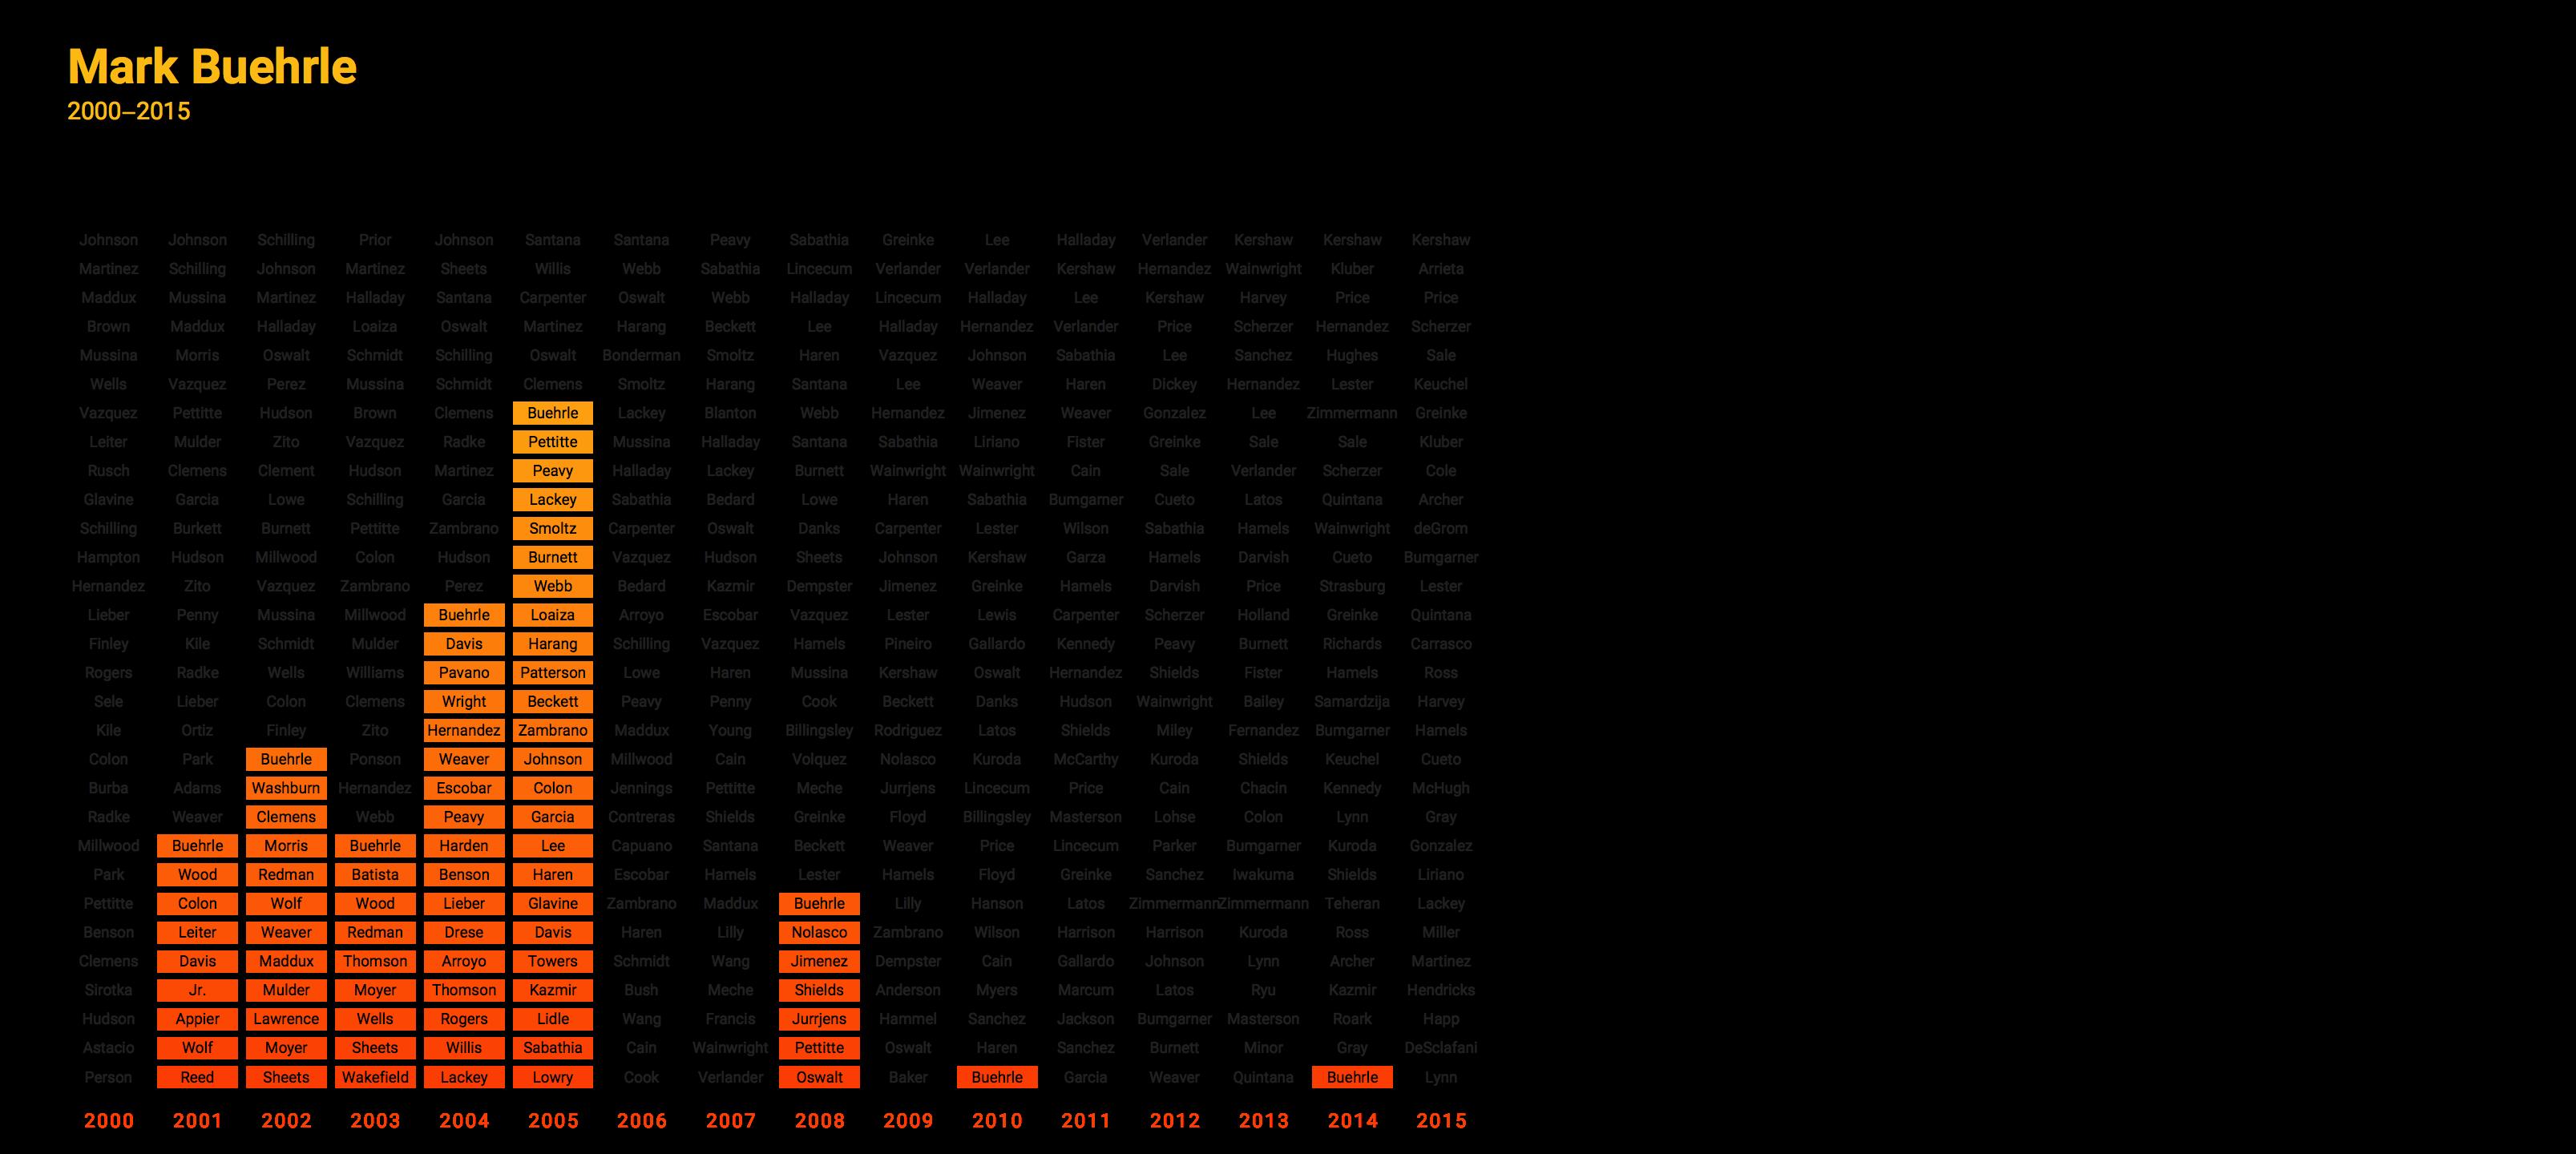 Mark Buehrle
2000–2015
Johnson Johnson Schilling Prior Johnson Santana Santana Peavy Sabathia Greinke Lee Halladay Verlander Kershaw Kershaw Kershaw
Martinez Schilling Johnson Martinez Sheets Willis Webb Sabathia Lincecum Verlander Verlander Kershaw Hernandez Wainwright Kluber Arrieta
Maddux Mussina Martinez Halladay Santana Carpenter Oswalt Webb Halladay Lincecum Halladay Lee Kershaw Harvey Price Price
Brown Maddux Halladay Loaiza Oswalt Martinez Harang Beckett Lee Halladay Hernandez Verlander Price Scherzer Hernandez Scherzer
Mussina Morris Oswalt Schmidt Schilling Oswalt Bonderman Smoltz Haren Vazquez Johnson Sabathia Lee Sanchez Hughes Sale
Wells Vazquez Perez Mussina Schmidt Clemens Smoltz Harang Santana Lee Weaver Haren Dickey Hernandez Lester Keuchel
Vazquez Pettitte Hudson Brown Clemens Buehrle Lackey Blanton Webb Hernandez Jimenez Weaver Gonzalez Lee Zimmermann Greinke
Leiter Mulder Zito Vazquez Radke Pettitte Mussina Halladay Santana Sabathia Liriano Fister Greinke Sale Sale Kluber
Rusch Clemens Clement Hudson Martinez Peavy Halladay Lackey Burnett Wainwright Wainwright Cain Sale Verlander Scherzer Cole
Glavine Garcia Lowe Schilling Garcia Lackey Sabathia Bedard Lowe Haren Sabathia Bumgarner Cueto Latos Quintana Archer
Schilling Burkett Burnett Pettitte Zambrano Smoltz Carpenter Oswalt Danks Carpenter Lester Wilson Sabathia Hamels Wainwright deGrom
Hampton Hudson Millwood Colon Hudson Burnett Vazquez Hudson Sheets Johnson Kershaw Garza Hamels Darvish Cueto Bumgarner
Hernandez Zito Vazquez Zambrano Perez Webb Bedard Kazmir Dempster Jimenez Greinke Hamels Darvish Price Strasburg Lester
Lieber Penny Mussina Millwood Buehrle Loaiza Arroyo Escobar Vazquez Lester Lewis Carpenter Scherzer Holland Greinke Quintana
Finley Kile Schmidt Mulder Davis Harang Schilling Vazquez Hamels Pineiro Gallardo Kennedy Peavy Burnett Richards Carrasco
Rogers Radke Wells Williams Pavano Patterson Lowe Haren Mussina Kershaw Oswalt Hernandez Shields Fister Hamels Ross
Sele Lieber Colon Clemens Wright Beckett Peavy Penny Cook Beckett Danks Hudson Wainwright Bailey Samardzija Harvey
Kile Ortiz Finley Zito Hernandez Zambrano Maddux Young Billingsley Rodriguez Latos Shields Miley Fernandez Bumgarner Hamels
Colon Park Buehrle Ponson Weaver Johnson Millwood Cain Volquez Nolasco Kuroda McCarthy Kuroda Shields Keuchel Cueto
Burba Adams Washburn Hernandez Escobar Colon Jennings Pettitte Meche Jurrjens Lincecum Price Cain Chacin Kennedy McHugh
Radke Weaver Clemens Webb Peavy Garcia Contreras Shields Greinke Floyd Billingsley Masterson Lohse Colon Lynn Gray
Millwood Buehrle Morris Buehrle Harden Lee Capuano Santana Beckett Weaver Price Lincecum Parker Bumgarner Kuroda Gonzalez
Park Wood Redman Batista Benson Haren Escobar Hamels Lester Hamels Floyd Greinke Sanchez Iwakuma Shields Liriano
Pettitte Colon Wolf Wood Lieber Glavine Zambrano Maddux Buehrle Lilly Hanson Latos Zimmermann Zimmermann Teheran Lackey
Benson Leiter Weaver Redman Drese Davis Haren Lilly Nolasco Zambrano Wilson Harrison Harrison Kuroda Ross Miller
Clemens Davis Maddux Thomson Arroyo Towers Schmidt Wang Jimenez Dempster Cain Gallardo Johnson Lynn Archer Martinez
Sirotka Jr. Mulder Moyer Thomson Kazmir Bush Meche Shields Anderson Myers Marcum Latos Ryu Kazmir Hendricks
Hudson Appier Lawrence Wells Rogers Lidle Wang Francis Jurrjens Hammel Sanchez Jackson Bumgarner Masterson Roark Happ
Astacio Wolf Moyer Sheets Willis Sabathia Cain Wainwright Pettitte Oswalt Haren Sanchez Burnett Minor Gray DeSclafani
Person Reed Sheets Wakefield Lackey Lowry Cook Verlander Oswalt Baker Buehrle Garcia Weaver Quintana Buehrle Lynn
2000 2001 2002 2003 2004 2005 2006 2007 2008 2009 2010 2011 2012 2013 2014 2015